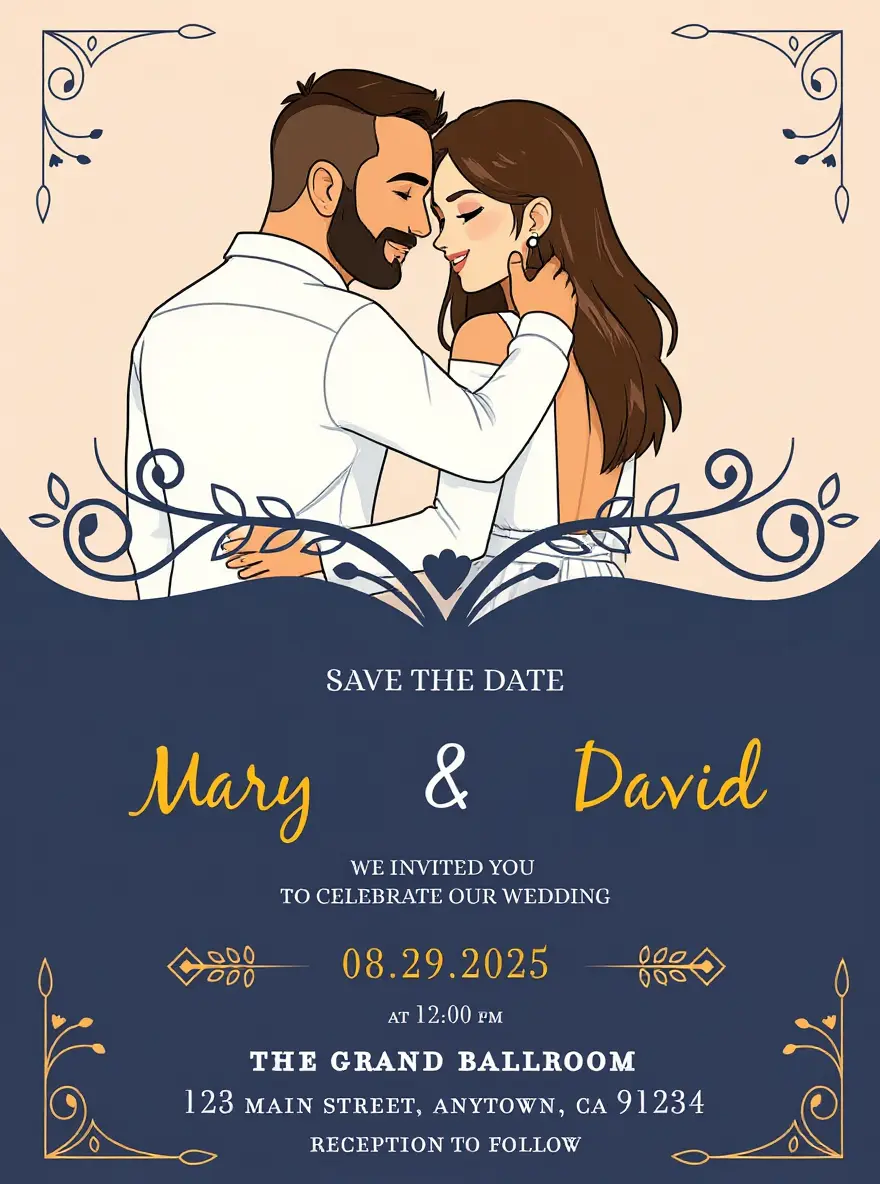 SAVE THE DATE
Mary & David
WE INVITED YOU
TO CELEBRATE OUR WEDDING
08.29.2025
AT 12:00 PM
THE GRAND BALLROOM
123 MAIN STREET, ANYTOWN, CA 91234
RECEPTION TO FOLLOW